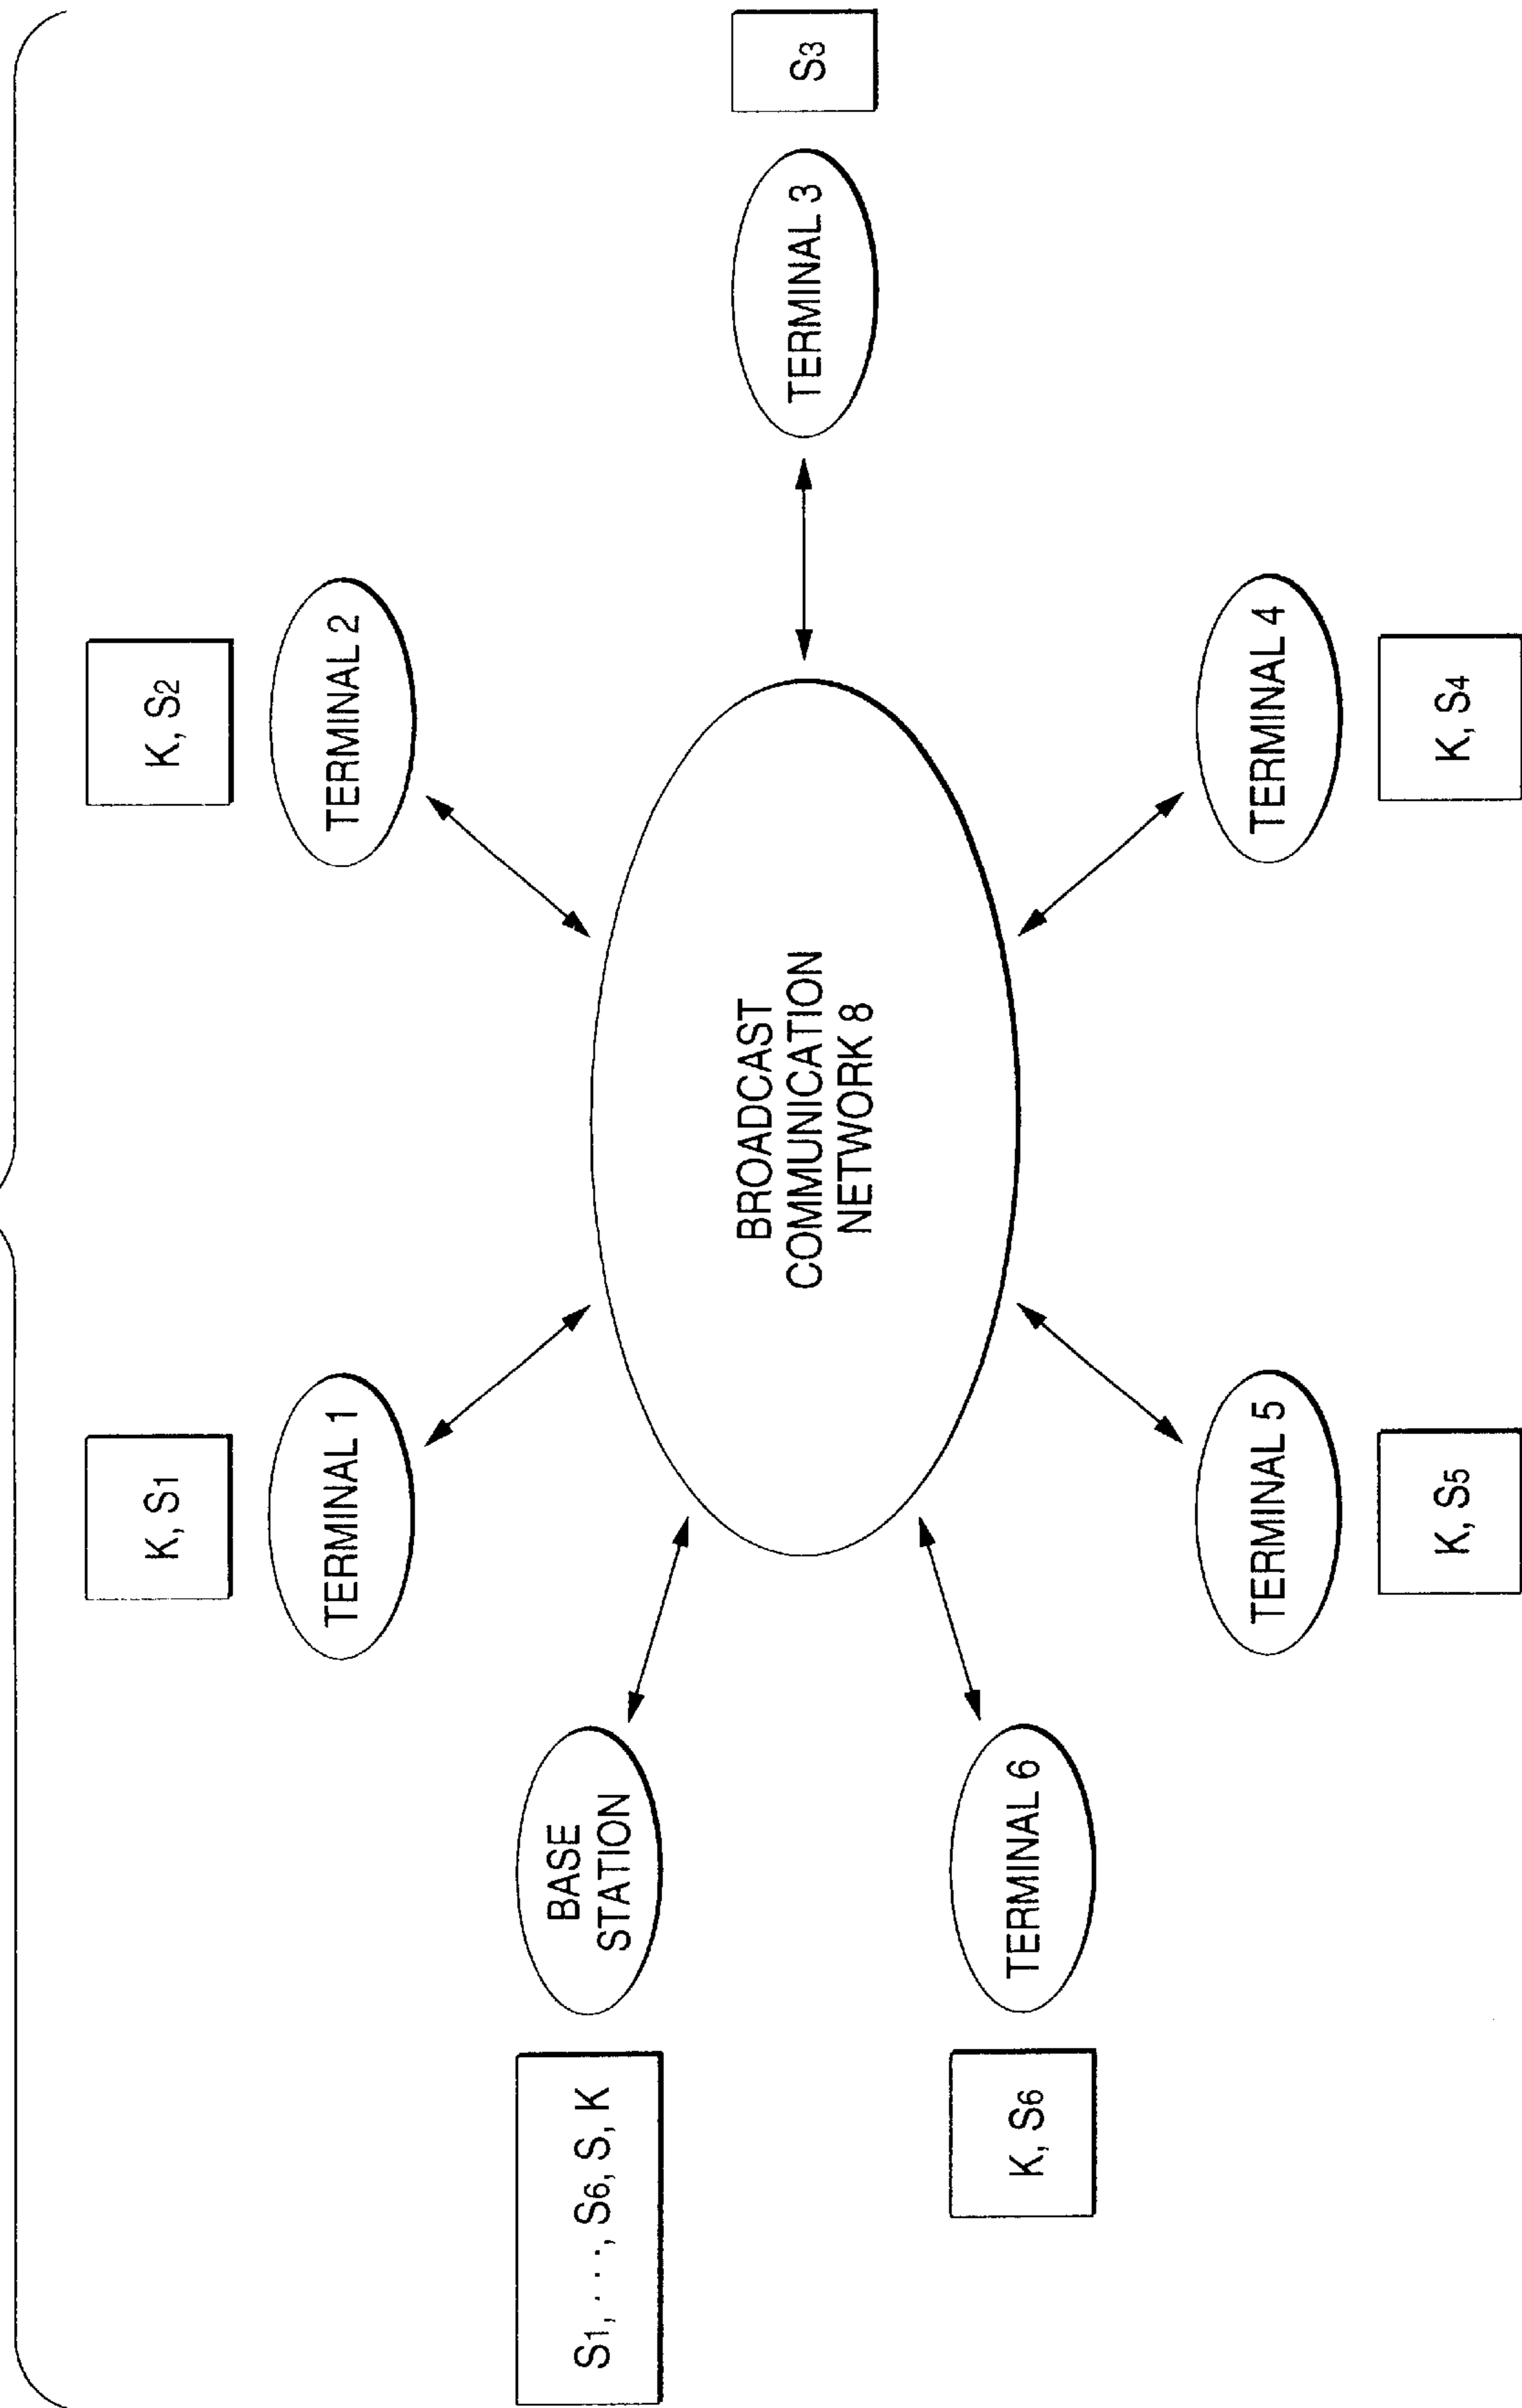 K, S1
TERMINAL 1
K, S2
TERMINAL 2
S1, · · ·, S6, S, K
BASE
STATION
BROADCAST
COMMUNICATION
NETWORK 8
TERMINAL 3
S3
K, S6
TERMINAL 6
TERMINAL 5
K, S5
TERMINAL 4
K, S4